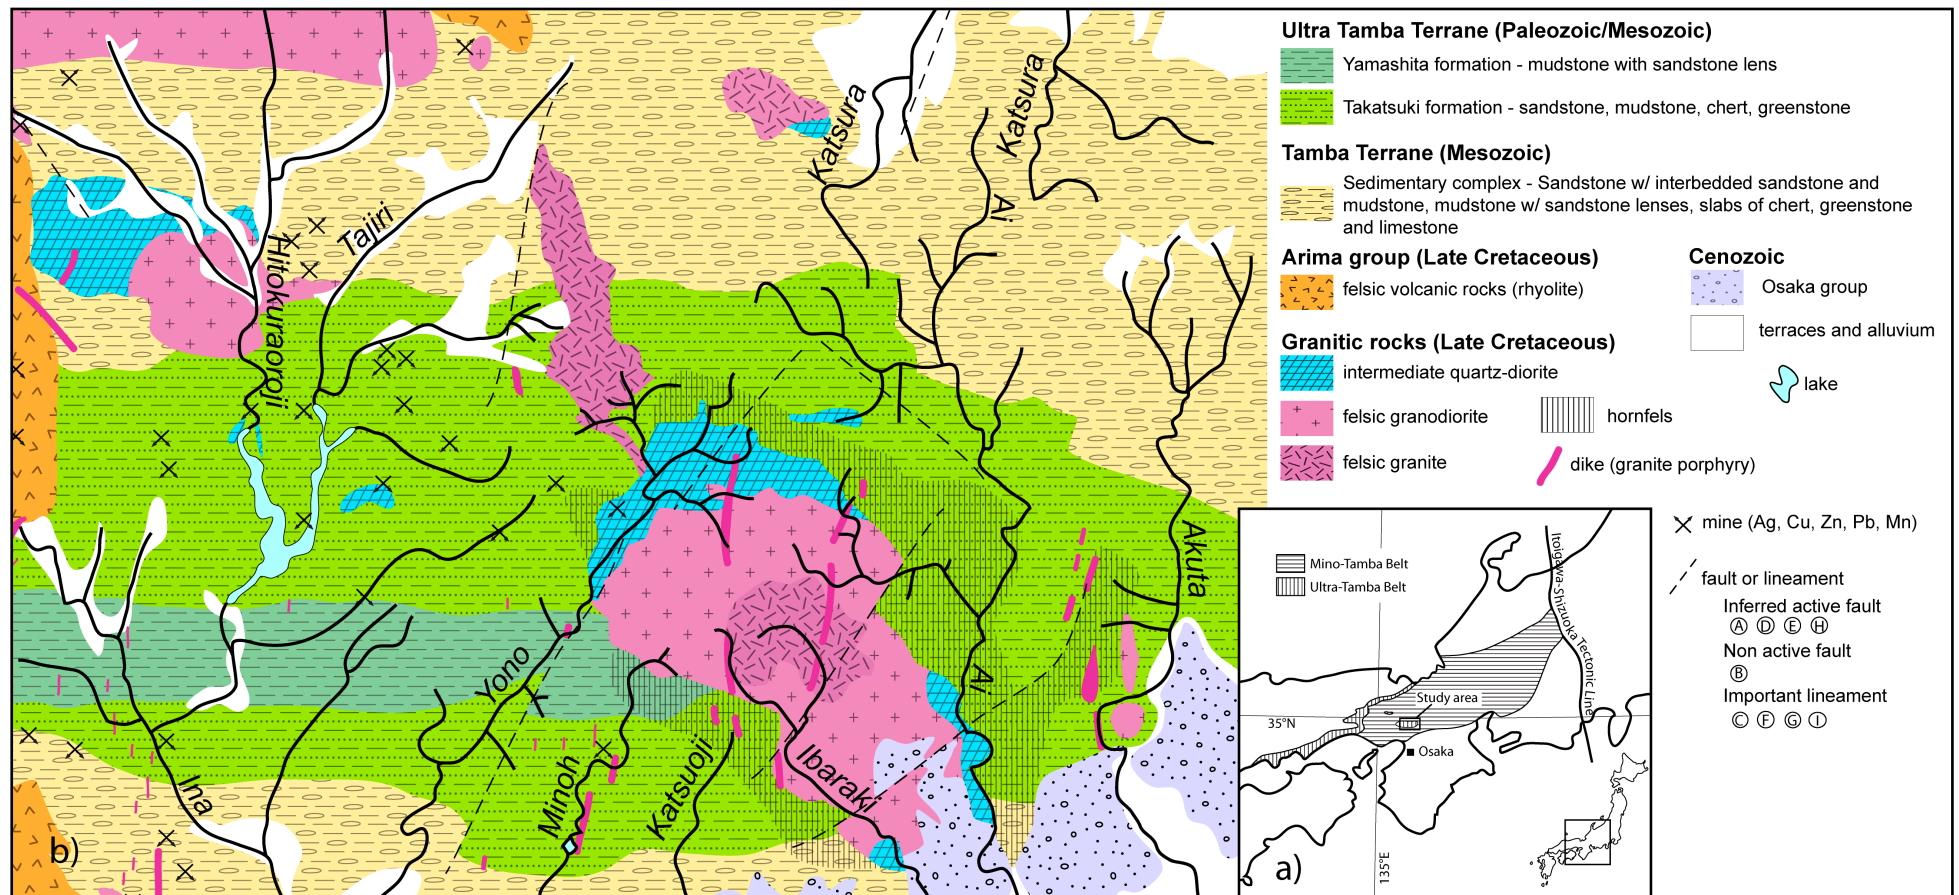 Ultra Tamba Terrane (Paleozoic/Mesozoic)
Yamashita formation - mudstone with sandstone lens
Takatsuki formation - sandstone, mudstone, chert, greenstone
Tamba Terrane (Mesozoic)
Sedimentary complex - Sandstone w/ interbedded sandstone and
mudstone, mudstone w/ sandstone lenses, slabs of chert, greenstone
and limestone
Arima group (Late Cretaceous)
felsic volcanic rocks (rhyolite)
Cenozoic
Osaka group
terraces and alluvium
lake
Granitic rocks (Late Cretaceous)
intermediate quartz-diorite
felsic granodiorite
hornfels
felsic granite
dike (granite porphyry)
mine (Ag, Cu, Zn, Pb, Mn)
fault or lineament
Inferred active fault
Ⓐ Ⓓ Ⓔ Ⓗ
Non active fault
Ⓑ
Important lineament
Ⓒ Ⓕ Ⓖ Ⓘ
Katsura
Katsura
Ai
Tajiri
Hitokuraoroji
Akuta
Yono
Ai
Ina
Minoh
Katsuoji
Ibaraki
b)
Mino-Tamba Belt
Ultra-Tamba Belt
Itoigawa-Shizuoka Tectonic Line
Study area
35°N
Osaka
135°E
a)